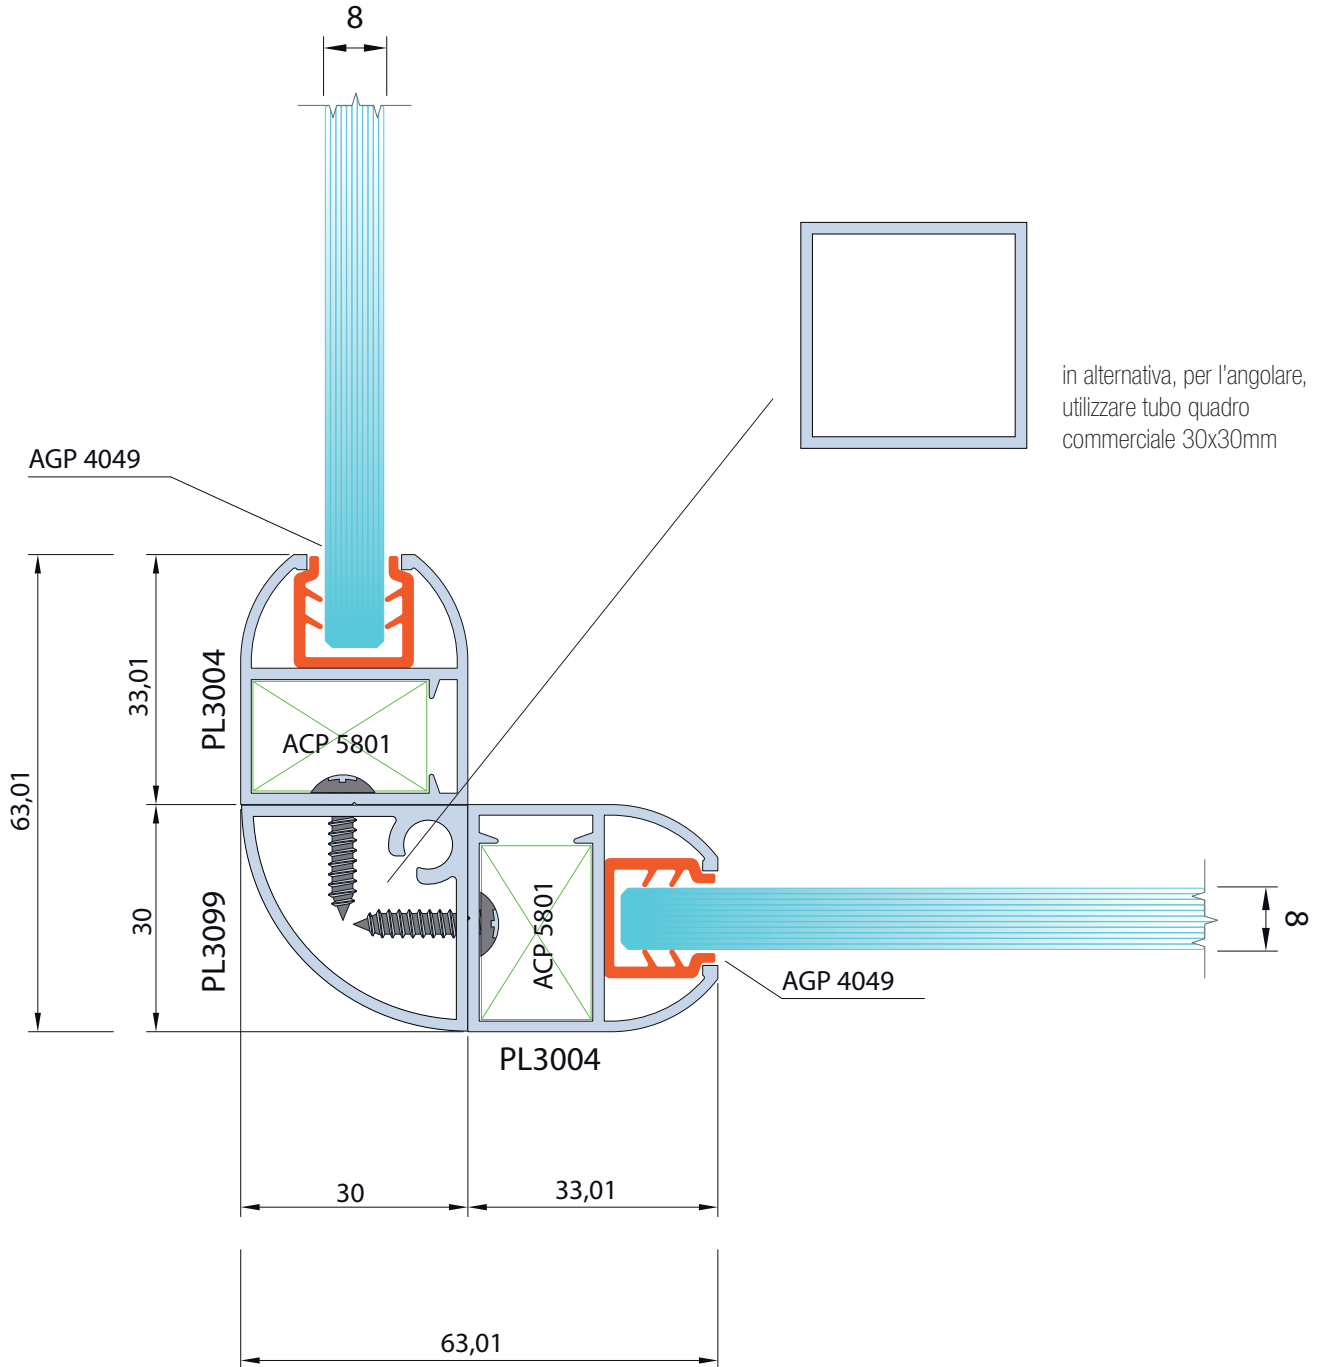 8
in alternativa, per l'angolare,
utilizzare tubo quadro
commerciale 30x30mm
AGP 4049
33,01
PL3004
ACP 5801
63,01
30
PL3099
ACP 5801
8
AGP 4049
PL3004
30
33,01
63,01